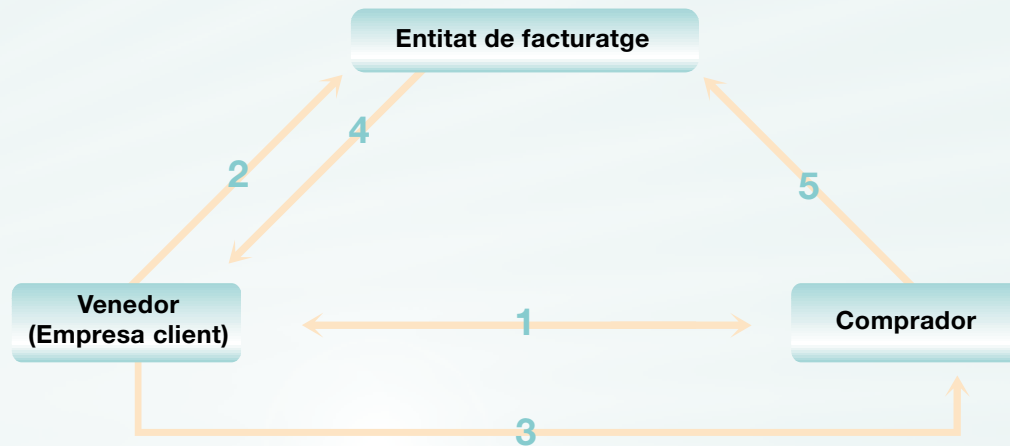 Entitat de facturatge
4
2
5
Venedor
(Empresa client)
1
Comprador
3